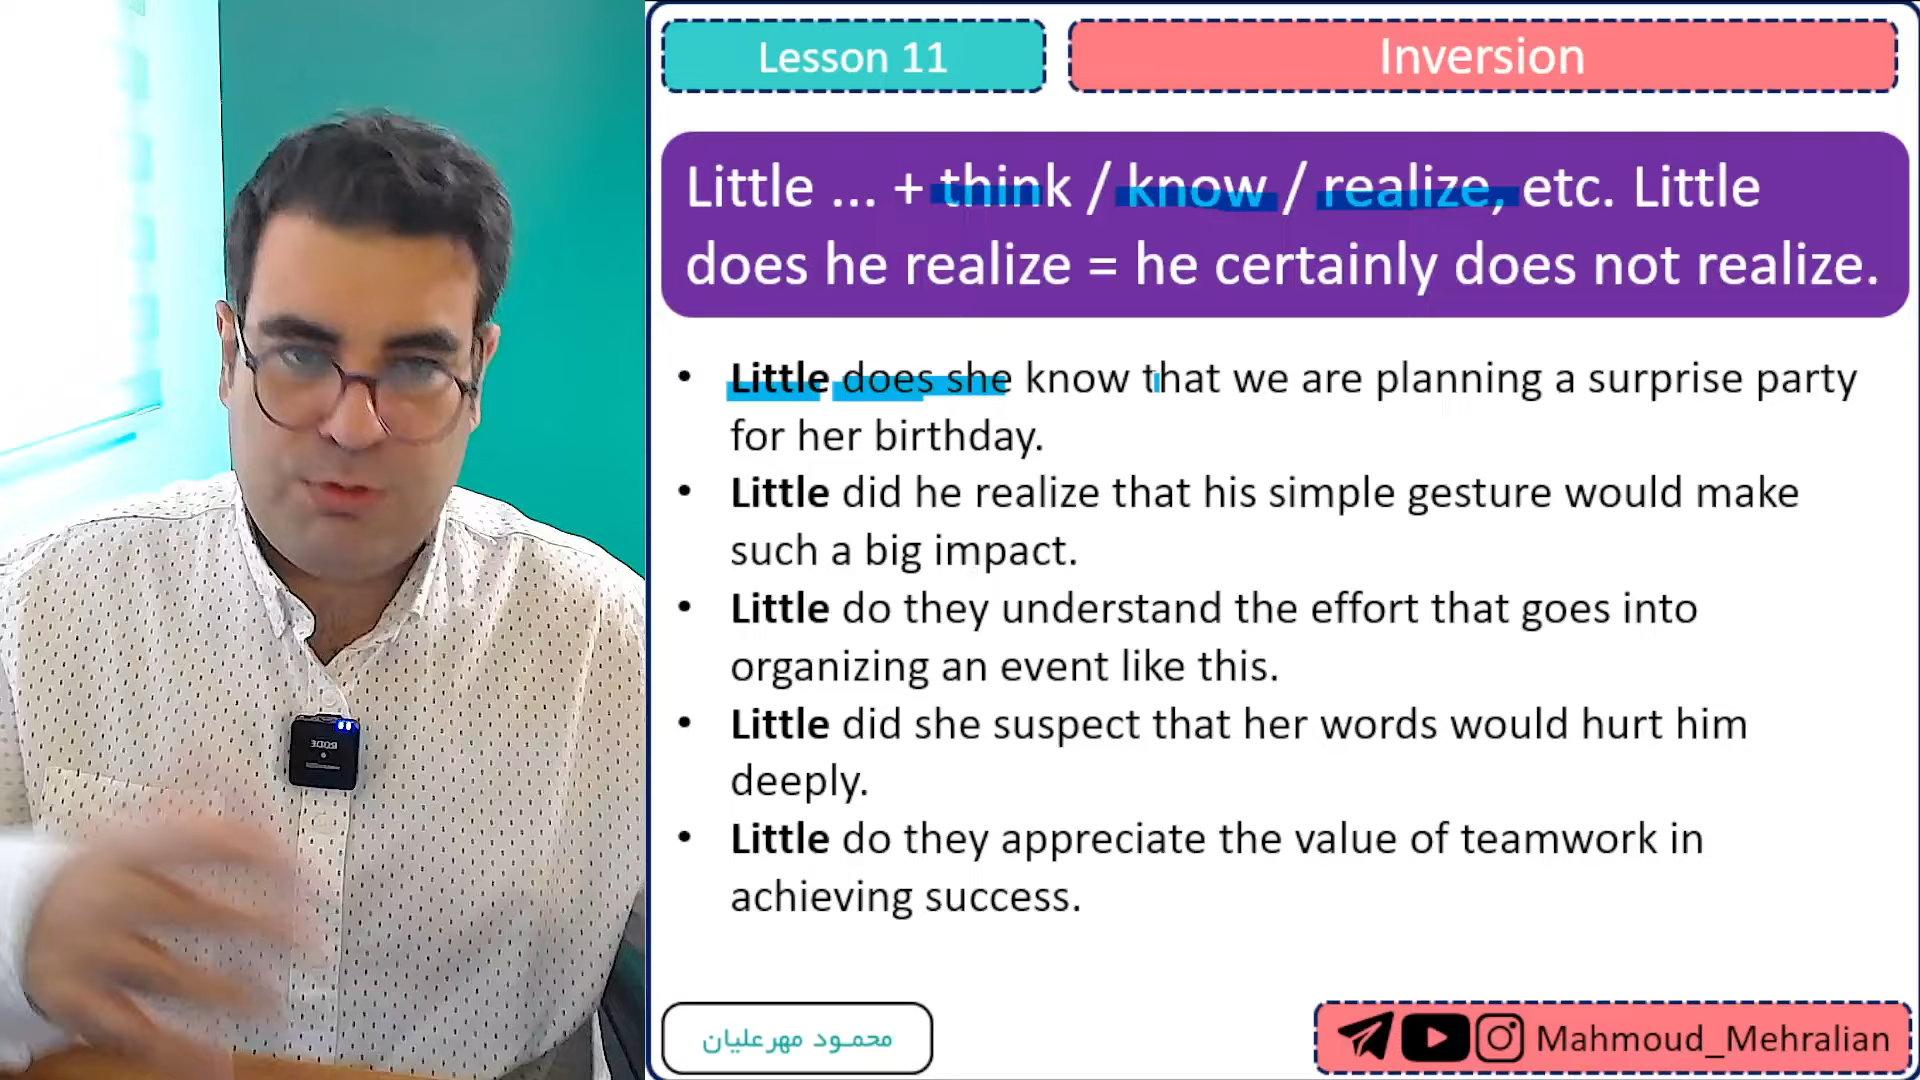 Lesson 11
Inversion
Little ... + think / know / realize, etc. Little
does he realize = he certainly does not realize.
• Little does she know that we are planning a surprise party
for her birthday.
• Little did he realize that his simple gesture would make
such a big impact.
• Little do they understand the effort that goes into
organizing an event like this.
• Little did she suspect that her words would hurt him
deeply.
• Little do they appreciate the value of teamwork in
achieving success.
RODE
محمود مهرعلیان
Mahmoud_Mehralian